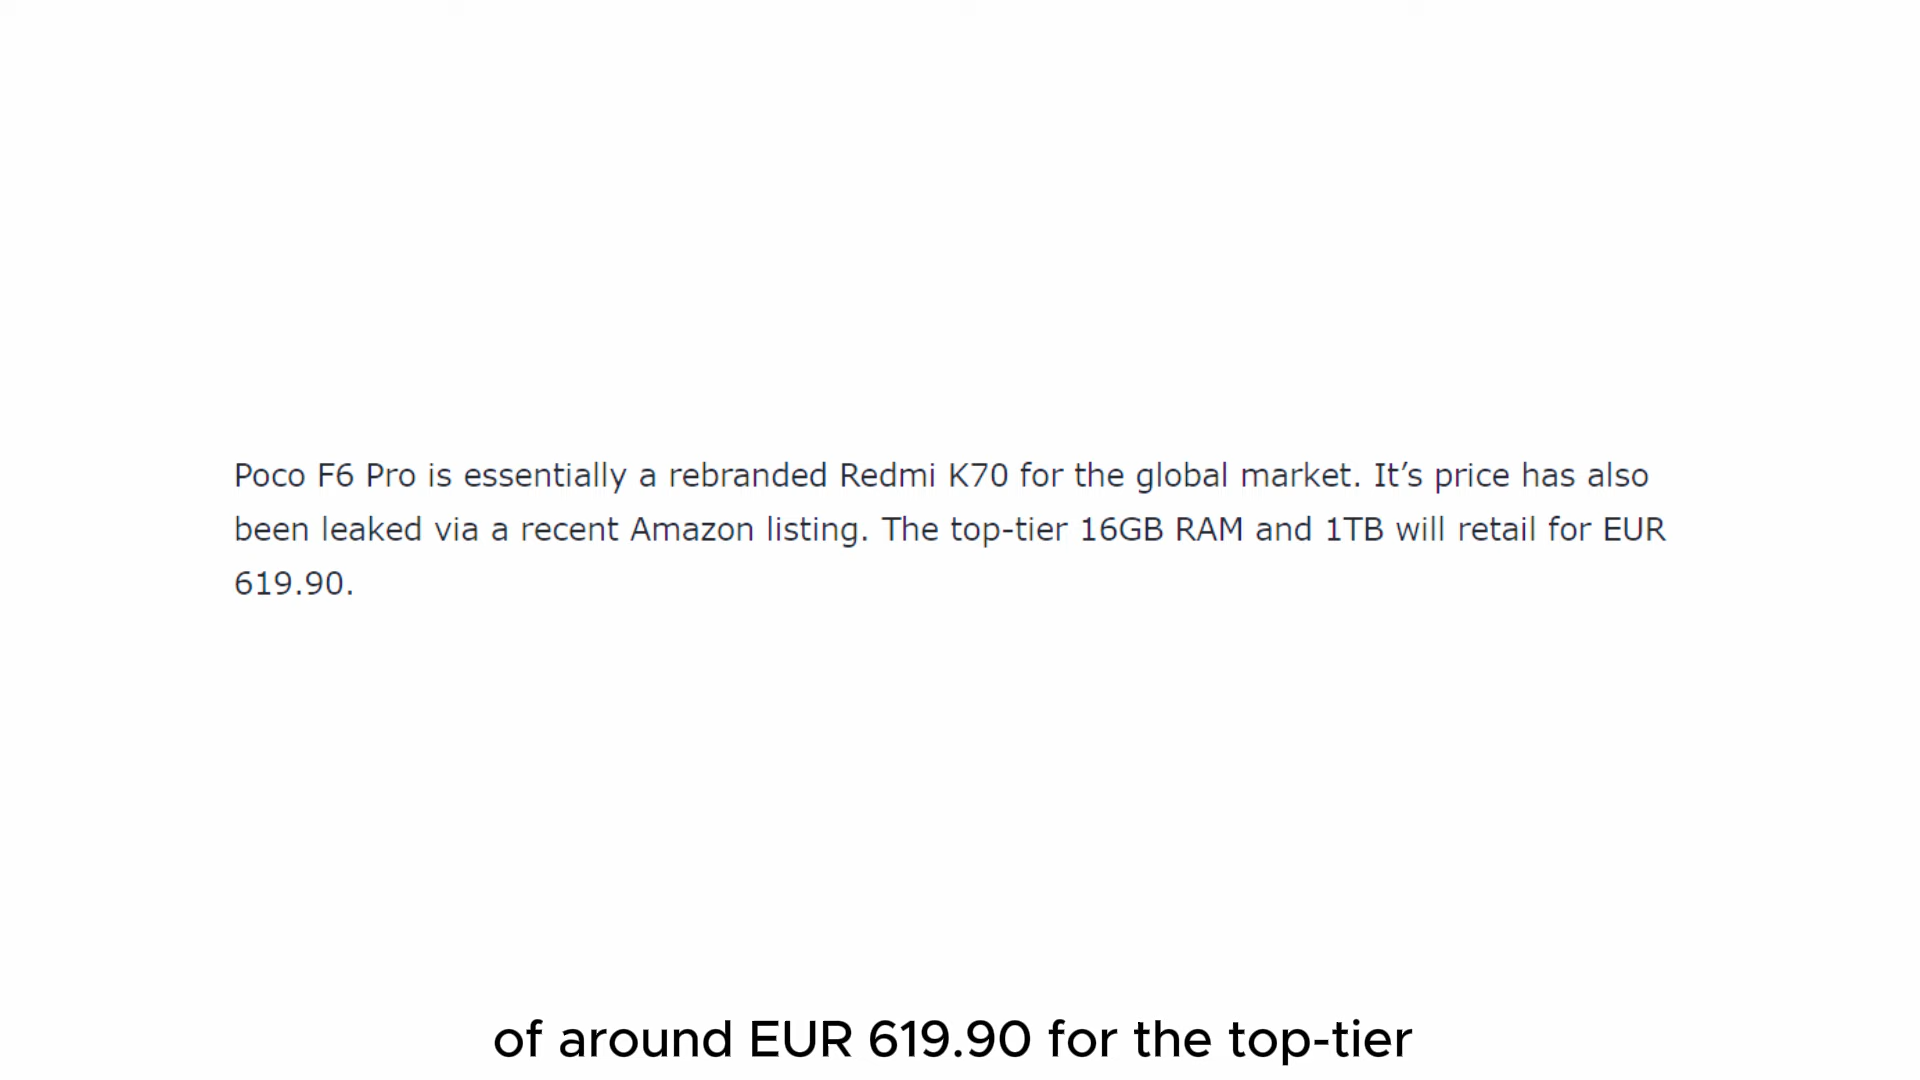 Poco F6 Pro is essentially a rebranded Redmi K70 for the global market. It’s price has also
been leaked via a recent Amazon listing. The top-tier 16GB RAM and 1TB will retail for EUR
619.90.
of around EUR 619.90 for the top-tier